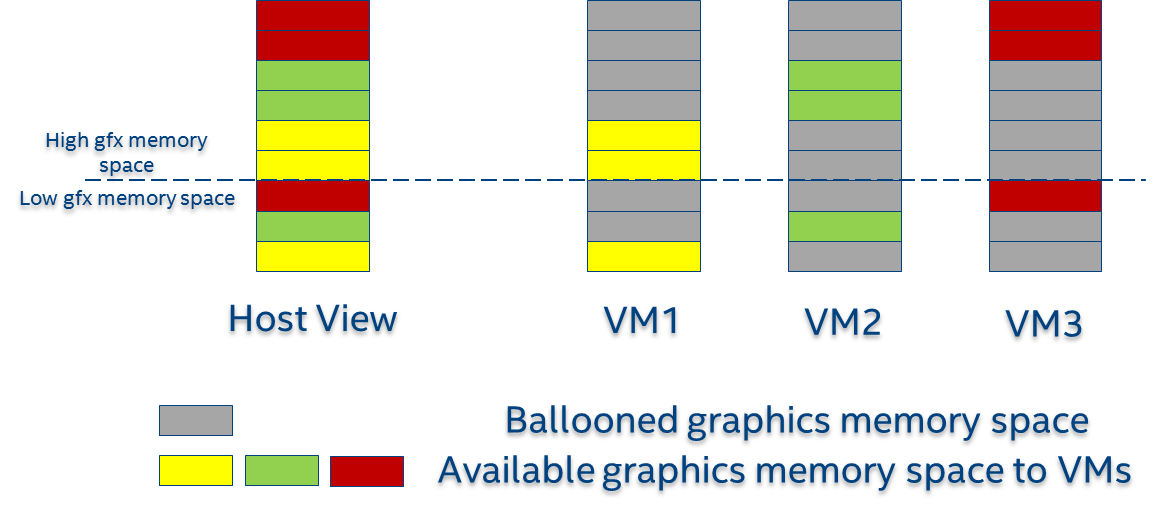 High gfx memory
space
Low gfx memory space
Host View
VM1
VM2
VM3
Ballooned graphics memory space
Available graphics memory space to VMs